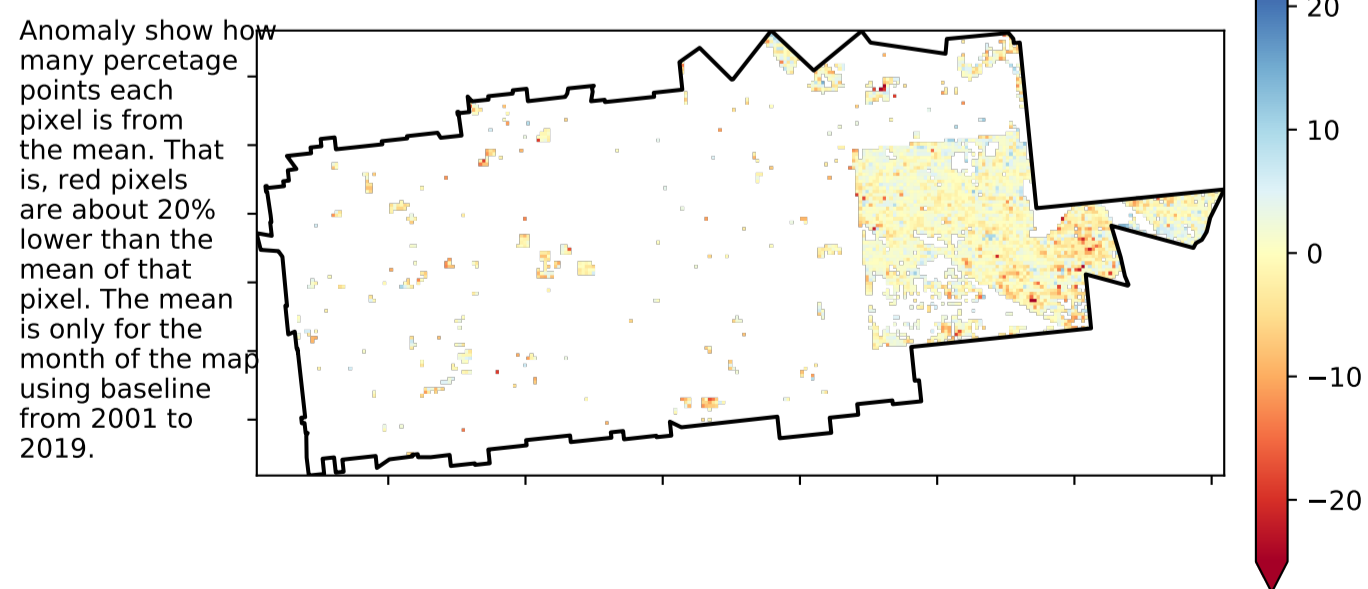 Anomaly show how
many percetage
points each
pixel is from
the mean. That
is, red pixels
are about 20%
lower than the
mean of that
pixel. The mean
is only for the
month of the map
using baseline
from 2001 to
2019.
20
10
0
−10
−20